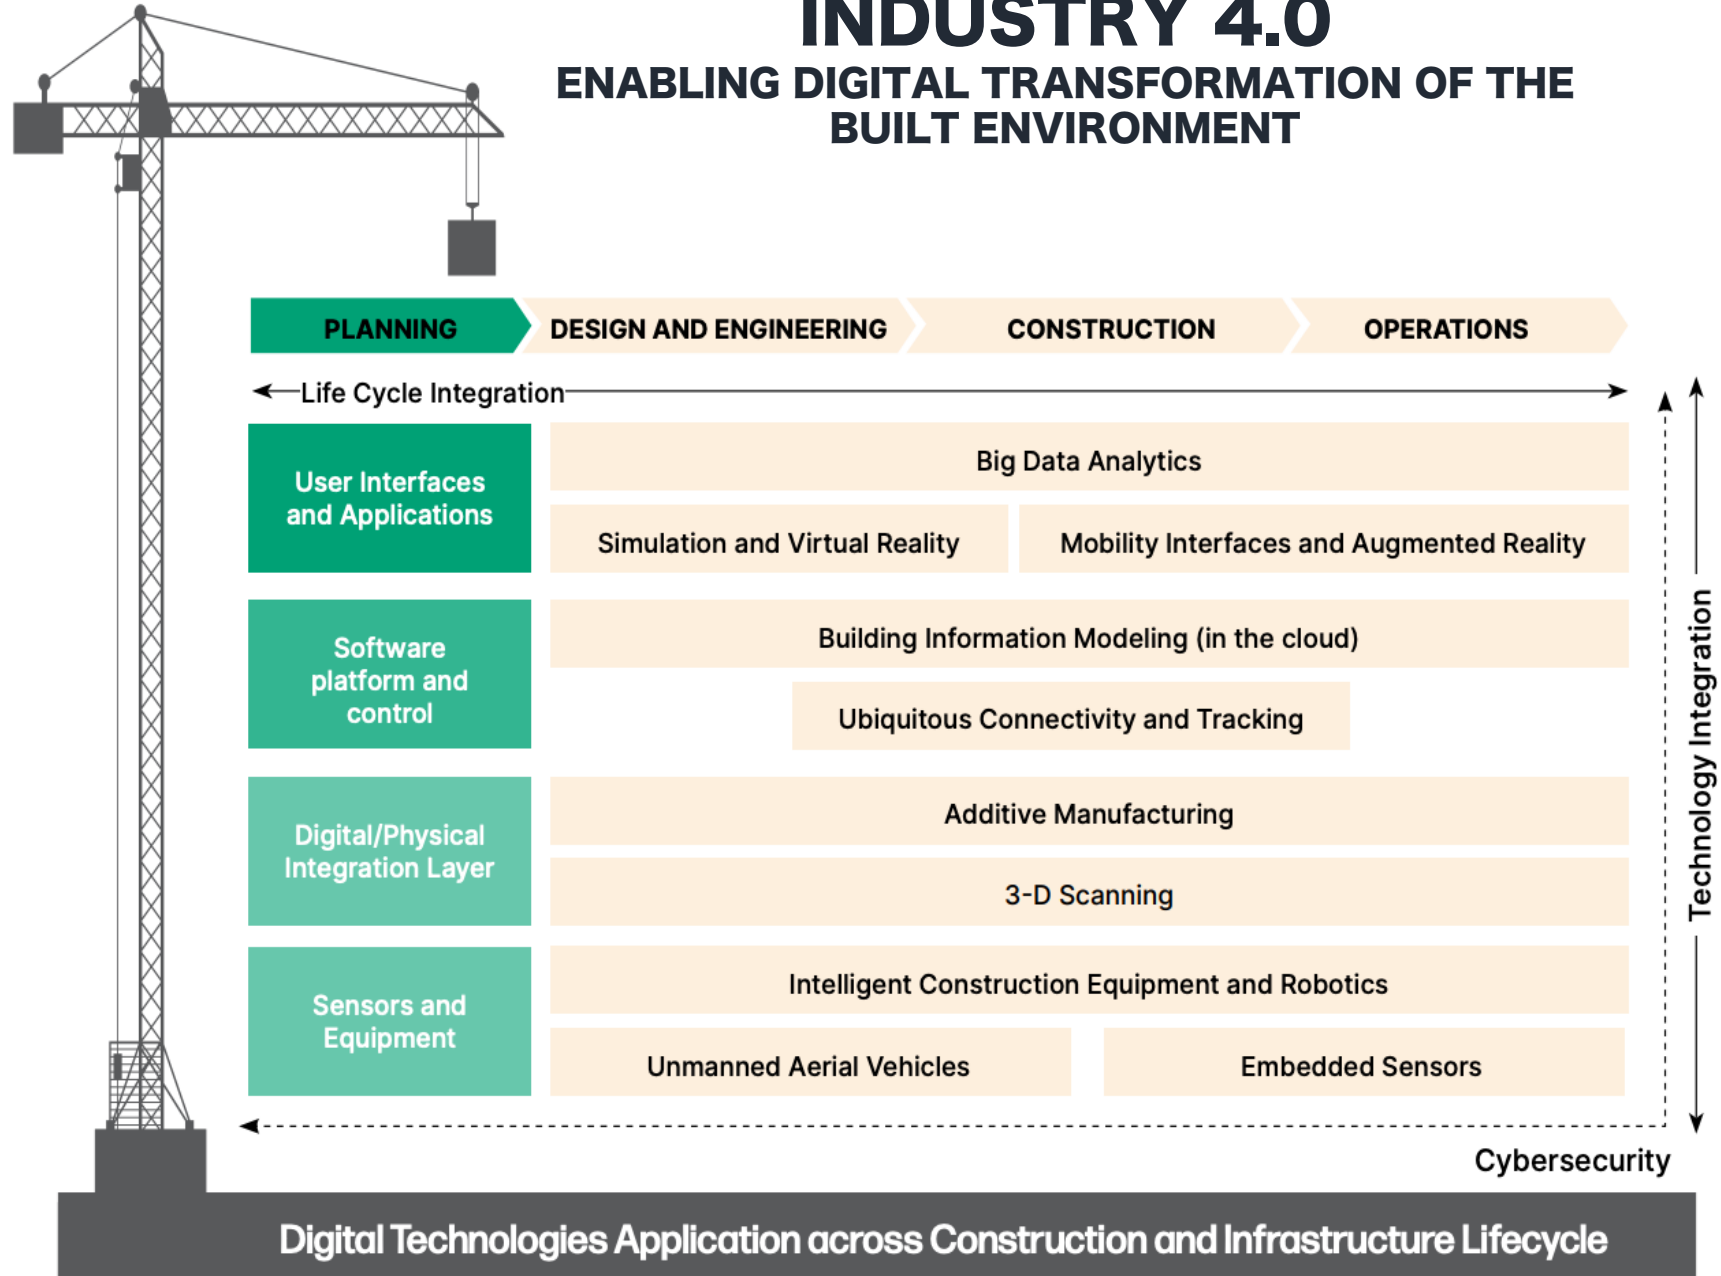 INDUSTRY 4.0
ENABLING DIGITAL TRANSFORMATION OF THE
BUILT ENVIRONMENT
PLANNING
DESIGN AND ENGINEERING
CONSTRUCTION
OPERATIONS
Life Cycle Integration
User Interfaces
and Applications
Big Data Analytics
Simulation and Virtual Reality
Mobility Interfaces and Augmented Reality
Software
platform and
control
Building Information Modeling (in the cloud)
Ubiquitous Connectivity and Tracking
Digital/Physical
Integration Layer
Additive Manufacturing
3-D Scanning
Sensors and
Equipment
Intelligent Construction Equipment and Robotics
Unmanned Aerial Vehicles
Embedded Sensors
Technology Integration
Cybersecurity
Digital Technologies Application across Construction and Infrastructure Lifecycle